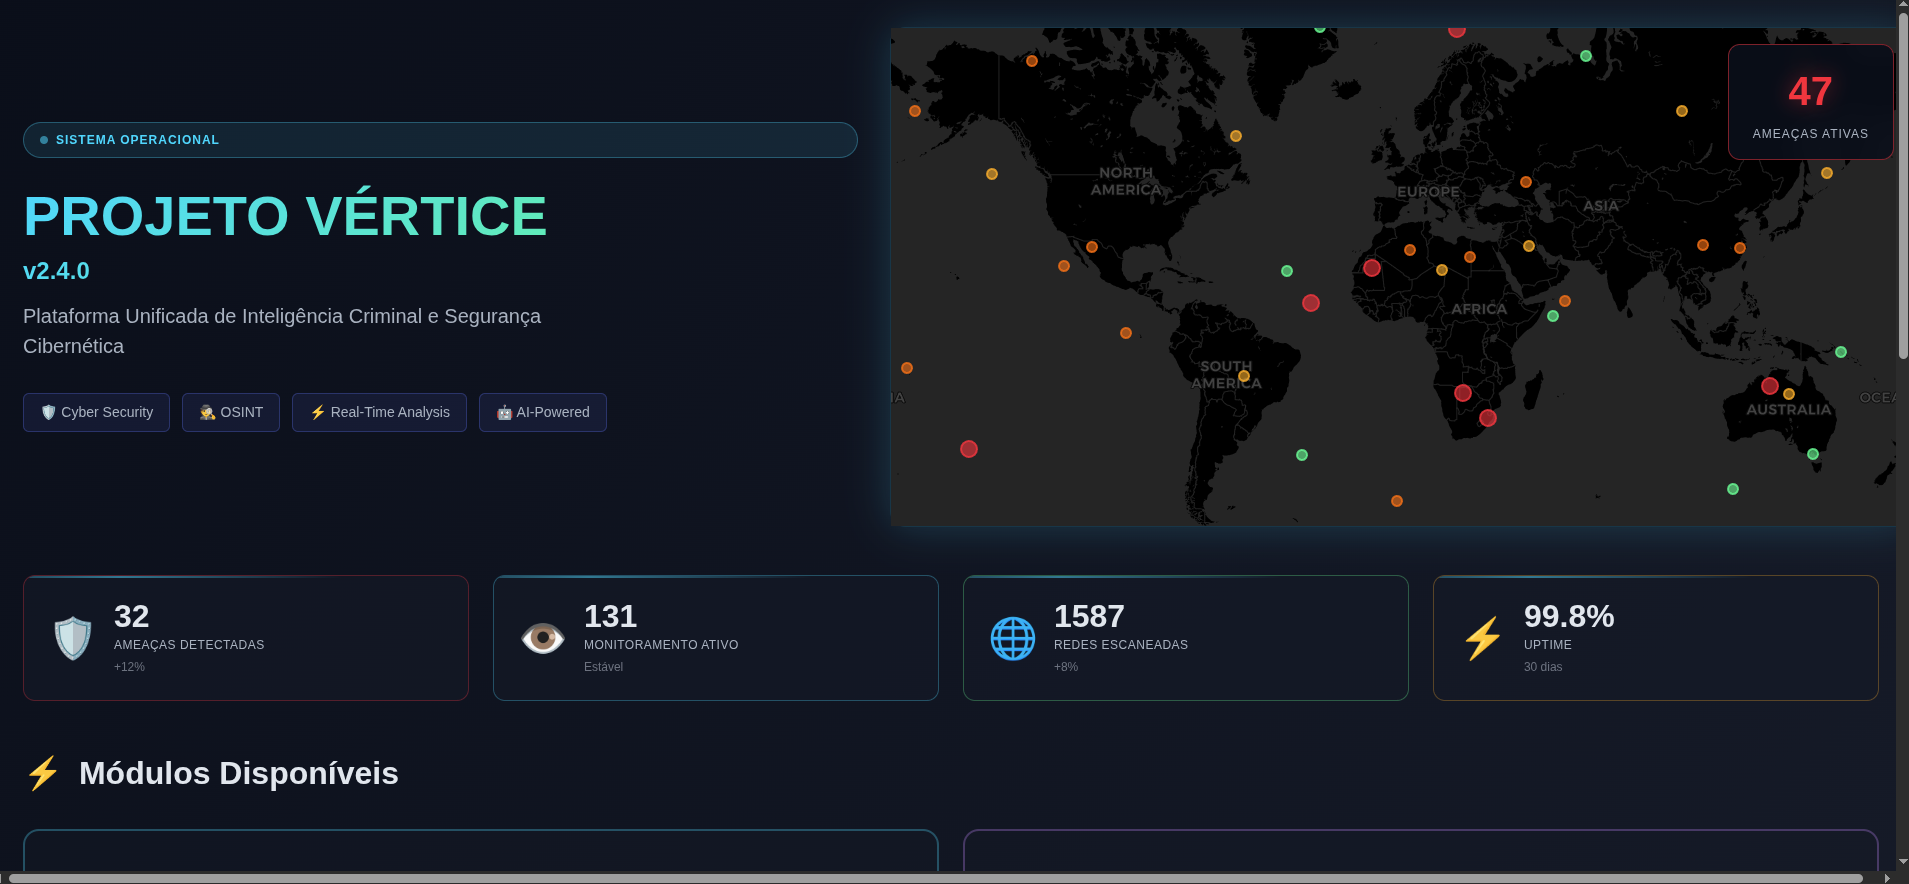 SISTEMA OPERACIONAL
PROJETO VÉRTICE
v2.4.0
Plataforma Unificada de Inteligência Criminal e Segurança
Cibernética
🛡️ Cyber Security
🕵️ OSINT
⚡ Real-Time Analysis
🤖 AI-Powered
47
AMEAÇAS ATIVAS
NORTH
AMERICA
EUROPE
ASIA
AFRICA
SOUTH
AMERICA
IA
AUSTRALIA
OCEA
32
AMEAÇAS DETECTADAS
+12%
131
MONITORAMENTO ATIVO
Estável
1587
REDES ESCANEADAS
+8%
99.8%
UPTIME
30 dias
⚡ Módulos Disponíveis